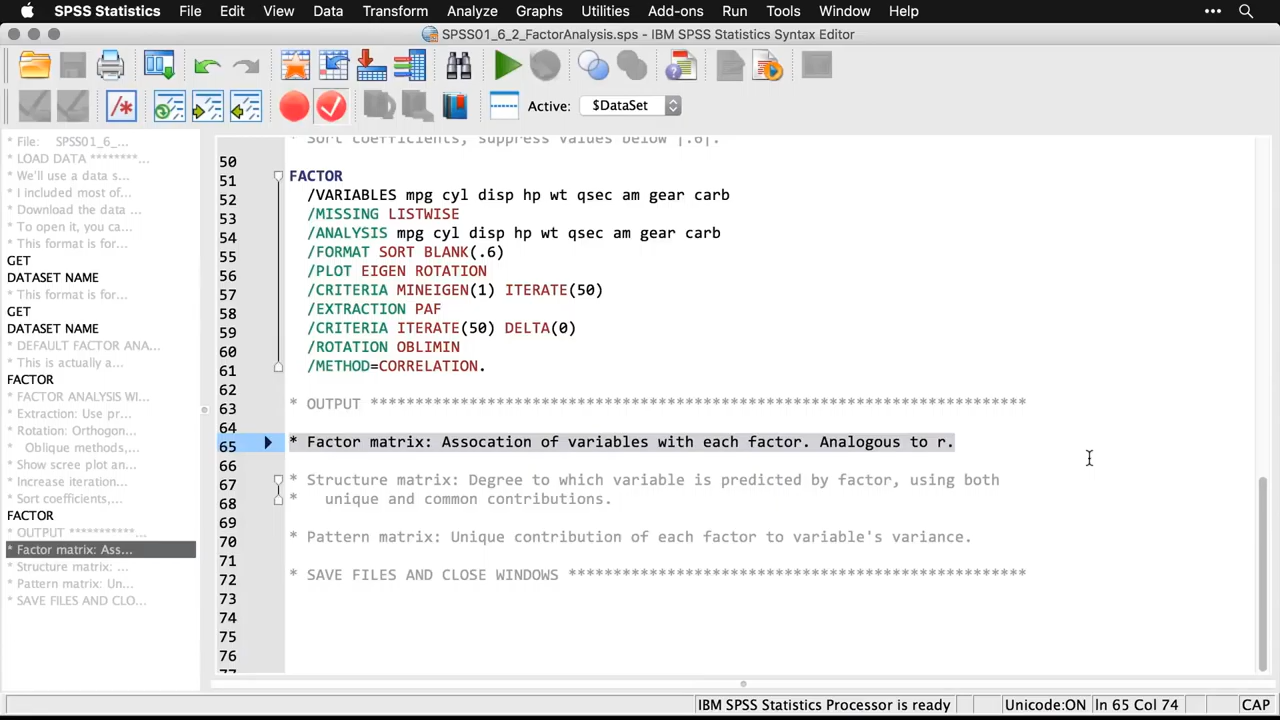 SPSS Statistics File Edit View Data Transform Analyze Graphs Utilities Add-ons Run Tools Window Help
SPSS01_6_2_FactorAnalysis.sps - IBM SPSS Statistics Syntax Editor
Active: $DataSet
* File: SPSS01_6_...
* LOAD DATA ********...
* We'll use a data s...
* I included most of...
* Download the data ...
* To open it, you ca...
* This format is for...
GET
DATASET NAME
* This format is for...
GET
DATASET NAME
* DEFAULT FACTOR ANA...
* This is actually a...
FACTOR
* FACTOR ANALYSIS WI...
* Extraction: Use pr...
* Rotation: Orthogon...
Oblique methods,...
* Show scree plot an...
* Increase iteration...
* Sort coefficients,...
FACTOR
* OUTPUT ***********...
* Factor matrix: Ass...
* Structure matrix: ...
* Pattern matrix: Un...
* SAVE FILES AND CLO...
* Sort coefficients, suppress values below |.6|.
50
51 FACTOR
52 /VARIABLES mpg cyl disp hp wt qsec am gear carb
53 /MISSING LISTWISE
54 /ANALYSIS mpg cyl disp hp wt qsec am gear carb
55 /FORMAT SORT BLANK(.6)
56 /PLOT EIGEN ROTATION
57 /CRITERIA MINEIGEN(1) ITERATE(50)
58 /EXTRACTION PAF
59 /CRITERIA ITERATE(50) DELTA(0)
60 /ROTATION OBLIMIN
61 /METHOD=CORRELATION.
62
63 * OUTPUT *************************************************************************
64
65 * Factor matrix: Assocation of variables with each factor. Analogous to r.
66
67 * Structure matrix: Degree to which variable is predicted by factor, using both
68 * unique and common contributions.
69
70 * Pattern matrix: Unique contribution of each factor to variable's variance.
71
72 * SAVE FILES AND CLOSE WINDOWS ***************************************************
73
74
75
76
77
IBM SPSS Statistics Processor is ready Unicode:ON In 65 Col 74 CAP